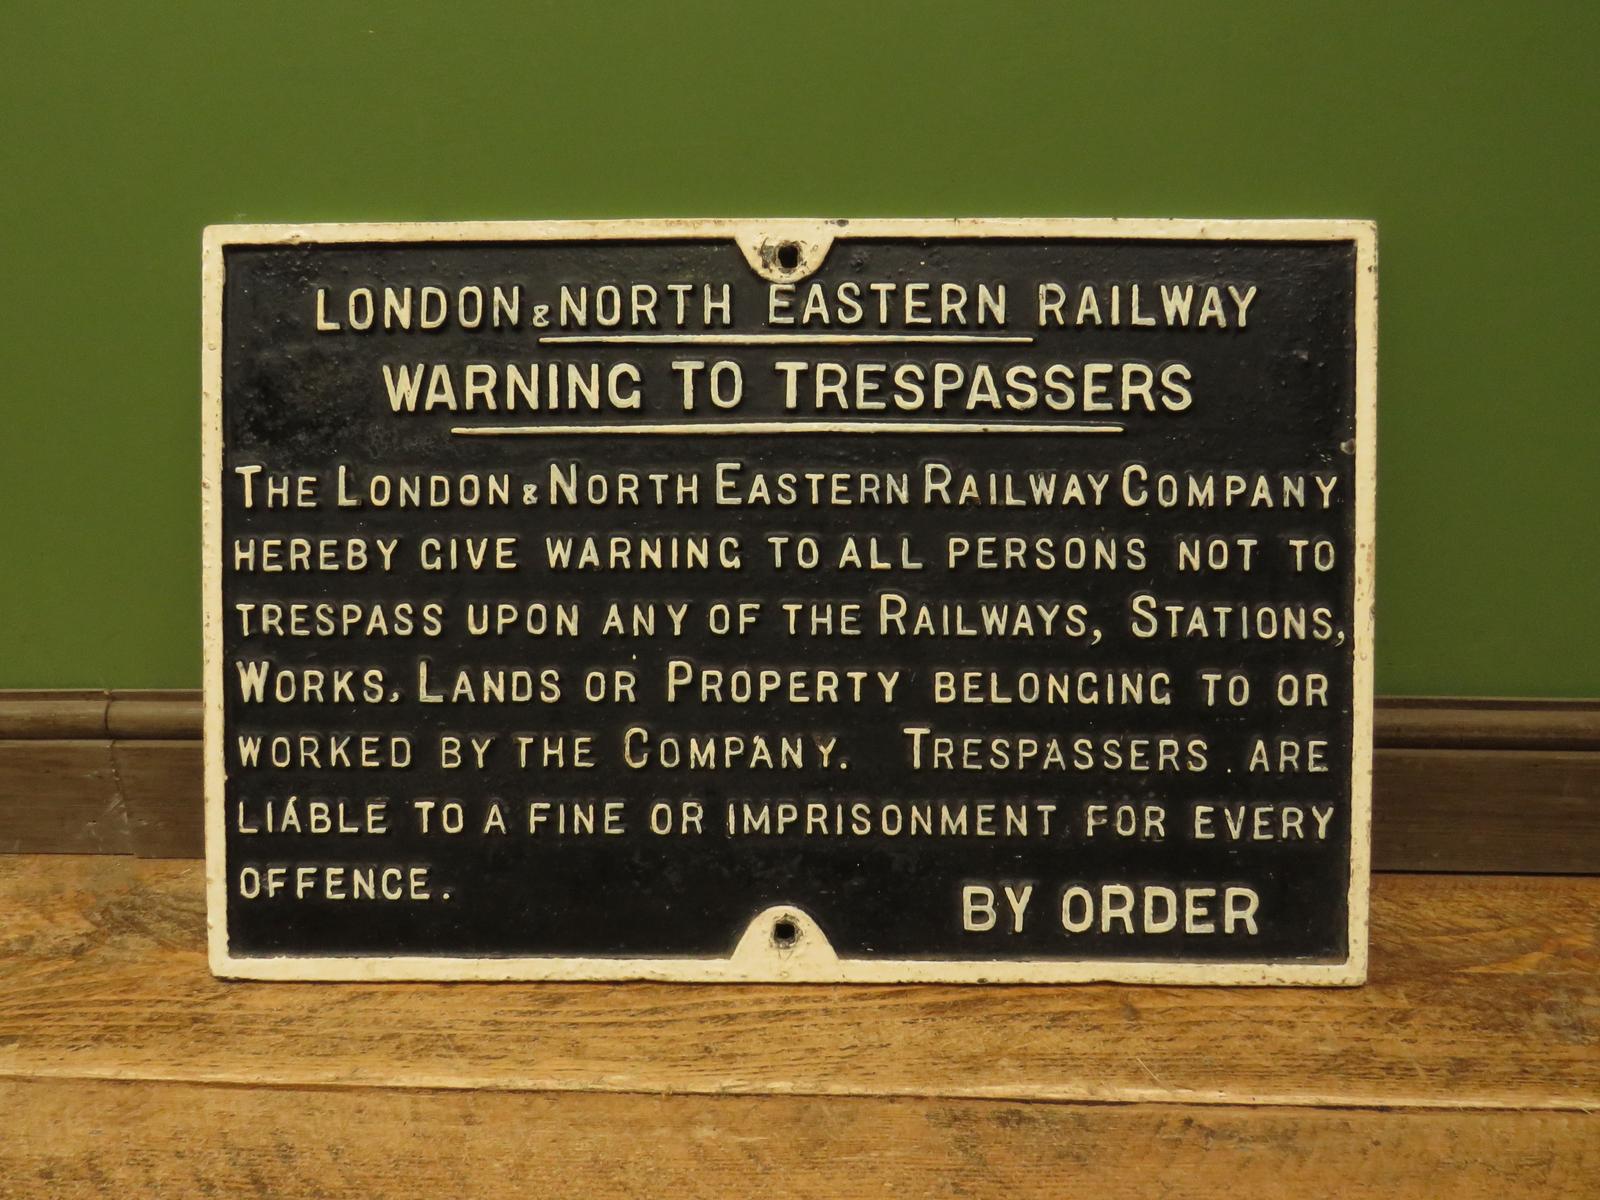 LONDON & NORTH EASTERN RAILWAY
WARNING TO TRESPASSERS
THE LONDON & NORTH EASTERN RAILWAY COMPANY
HEREBY GIVE WARNING TO ALL PERSONS NOT TO
TRESPASS UPON ANY OF THE RAILWAYS, STATIONS,
WORKS, LANDS OR PROPERTY BELONGING TO OR
WORKED BY THE COMPANY. TRESPASSERS ARE
LIABLE TO A FINE OR IMPRISONMENT FOR EVERY
OFFENCE.
BY ORDER